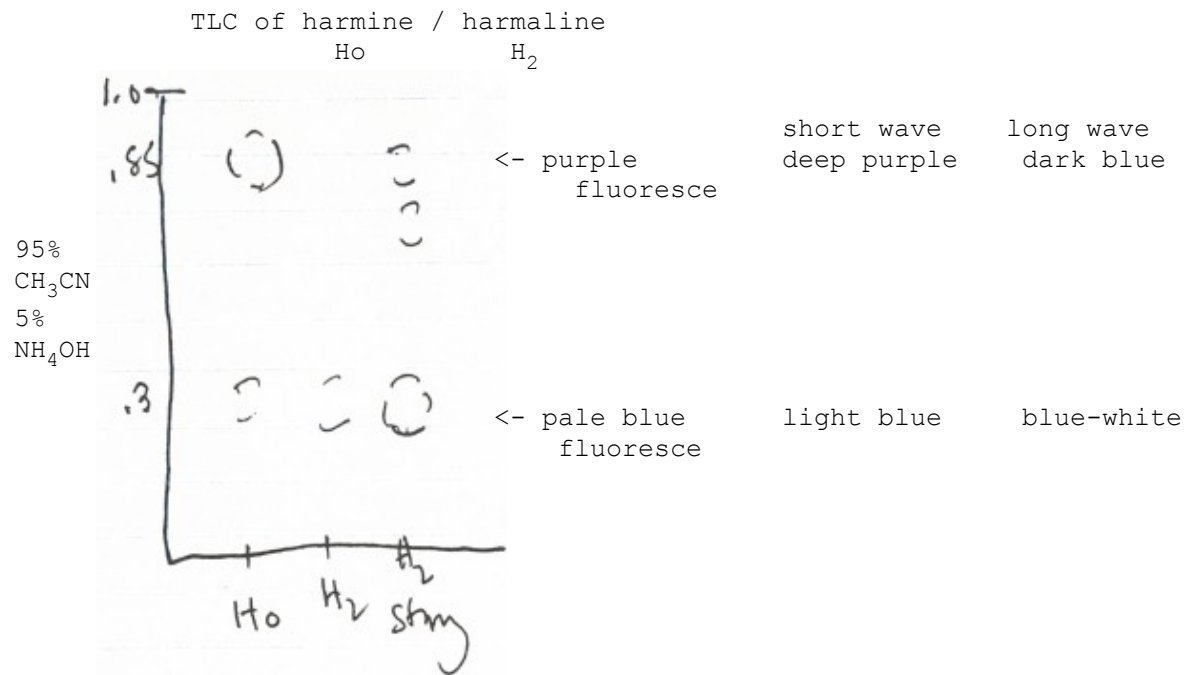 TLC of harmine / harmaline
Ho H₂
1.0
short wave long wave
.85 <- purple deep purple dark blue
fluoresce
95%
CH₃CN
5%
NH₄OH
.3 <- pale blue light blue blue-white
fluoresce
Ho H₂ H₂
strong